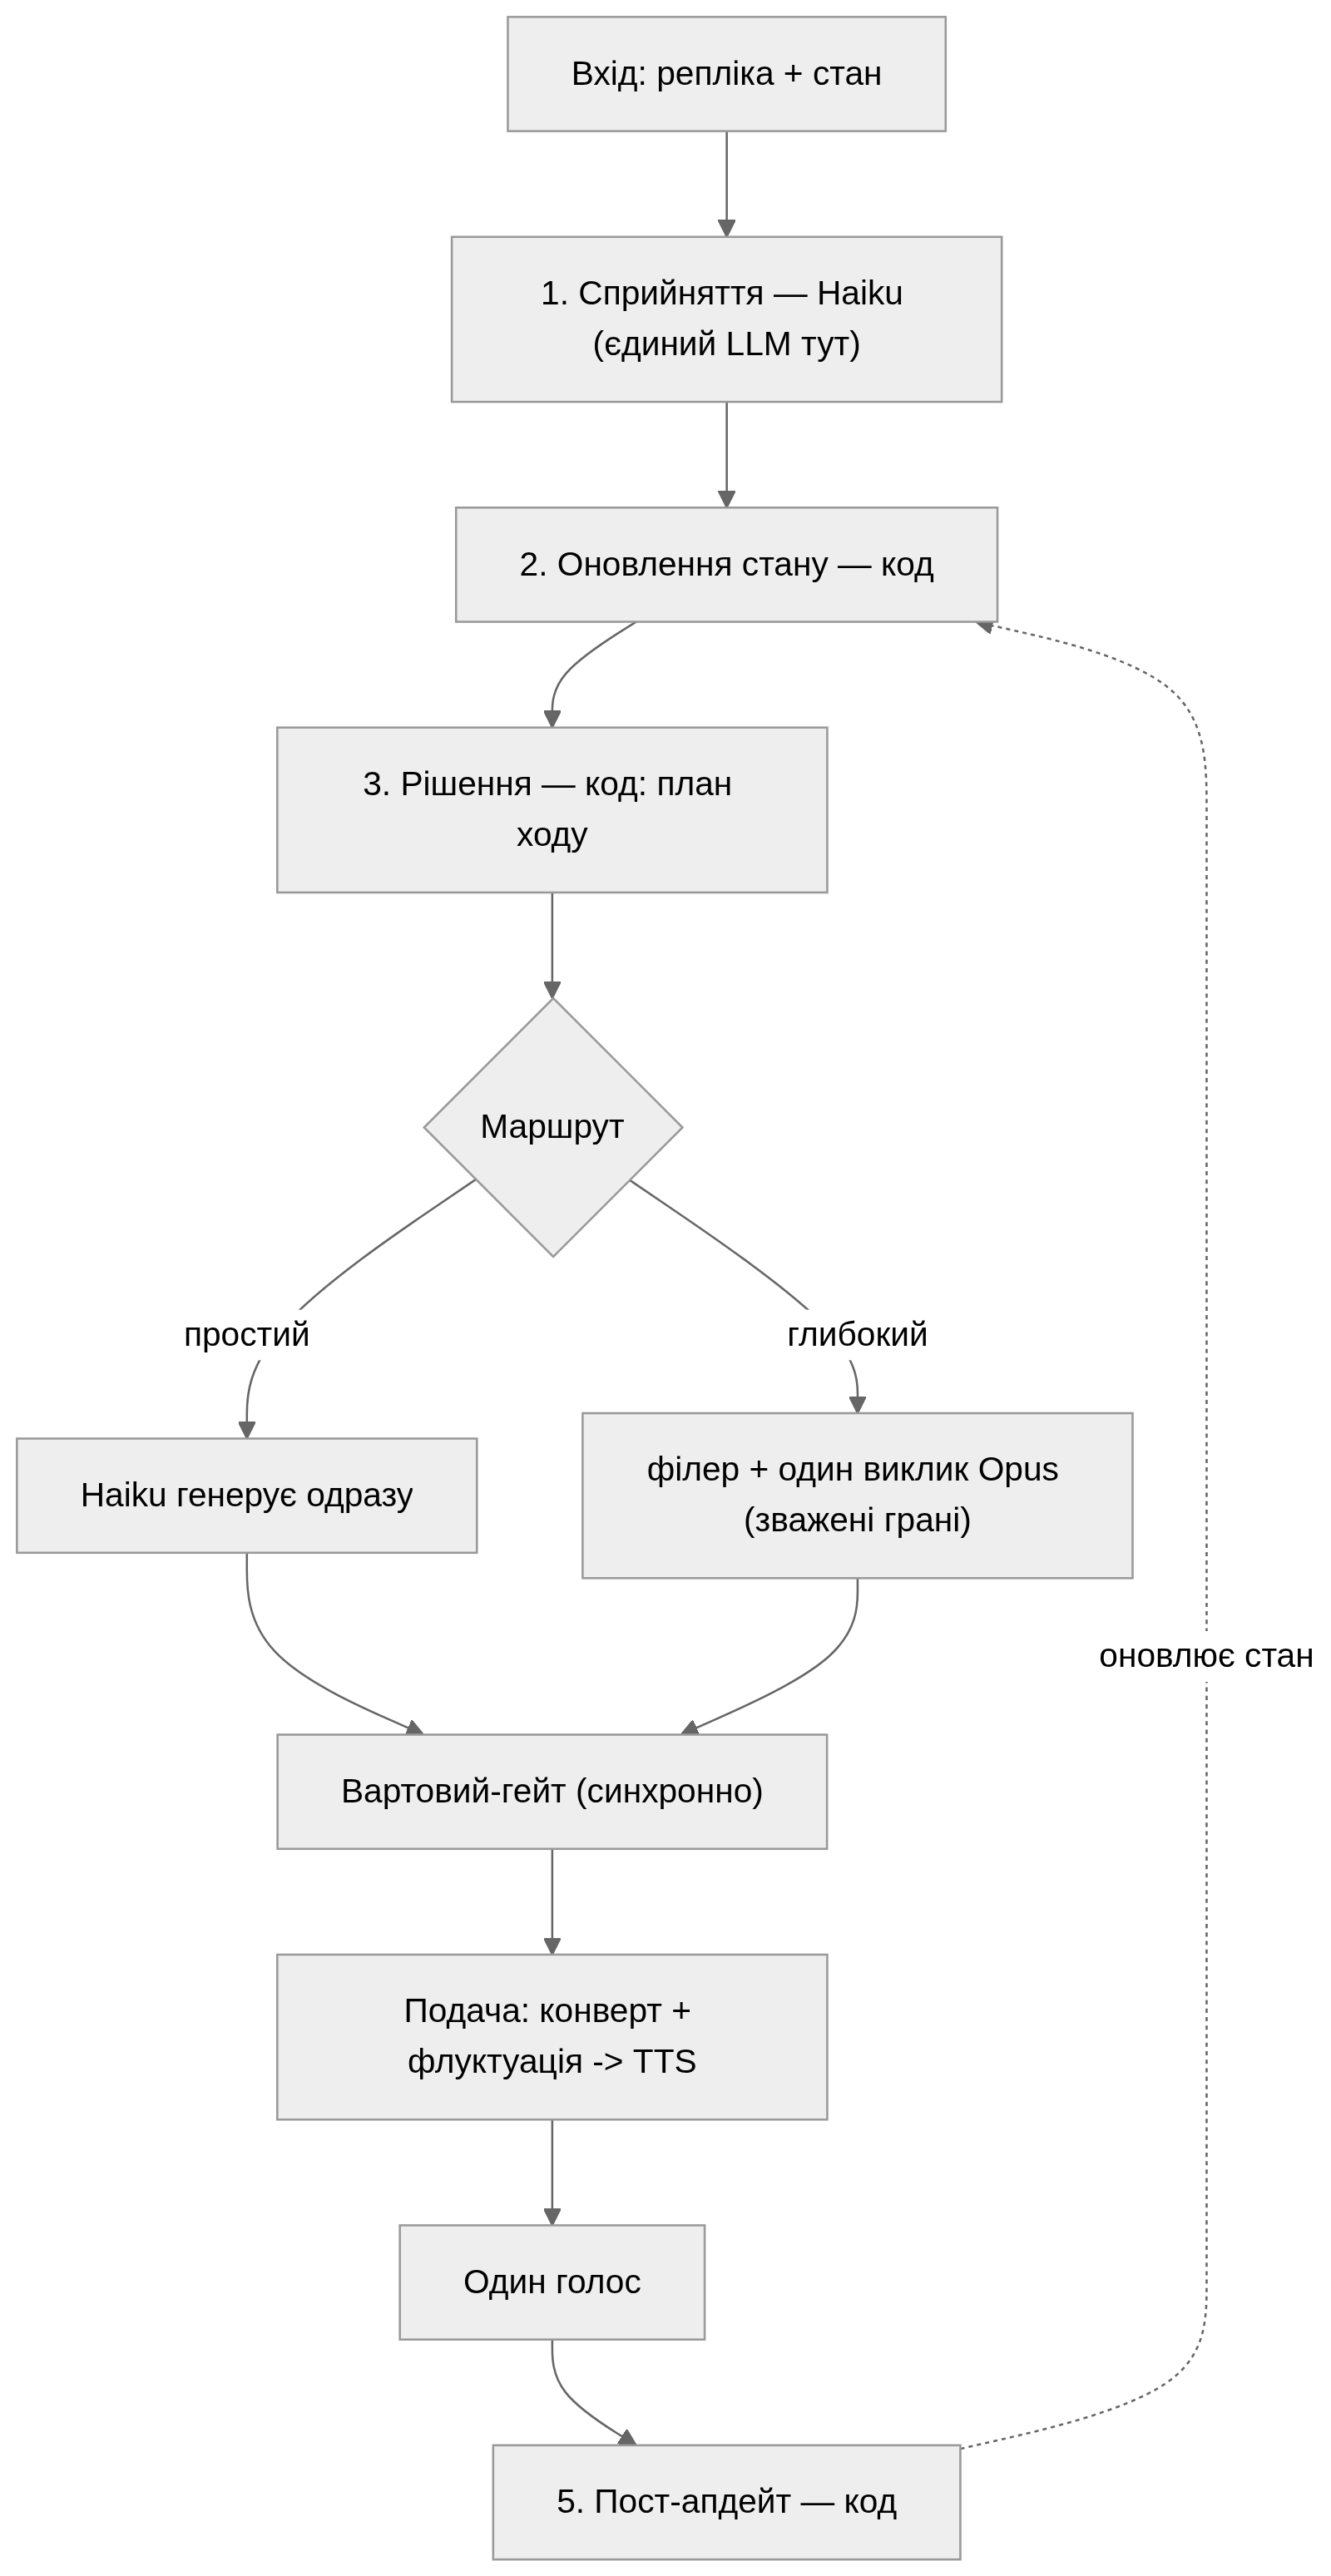 Вхід: репліка + стан
1. Сприйняття — Haiku
(єдиний LLM тут)
2. Оновлення стану — код
3. Рішення — код: план
ходу
Маршрут
простий
глибокий
Haiku генерує одразу
філер + один виклик Opus
(зважені грані)
оновлює стан
Вартовий-гейт (синхронно)
Подача: конверт +
флуктуація -> TTS
Один голос
5. Пост-апдейт — код